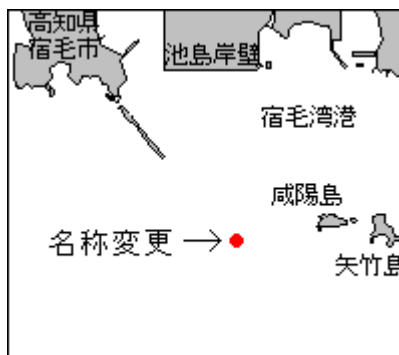 高知県
宿毛市
池島岸壁
宿毛湾港
咸陽島
名称変更
矢竹島